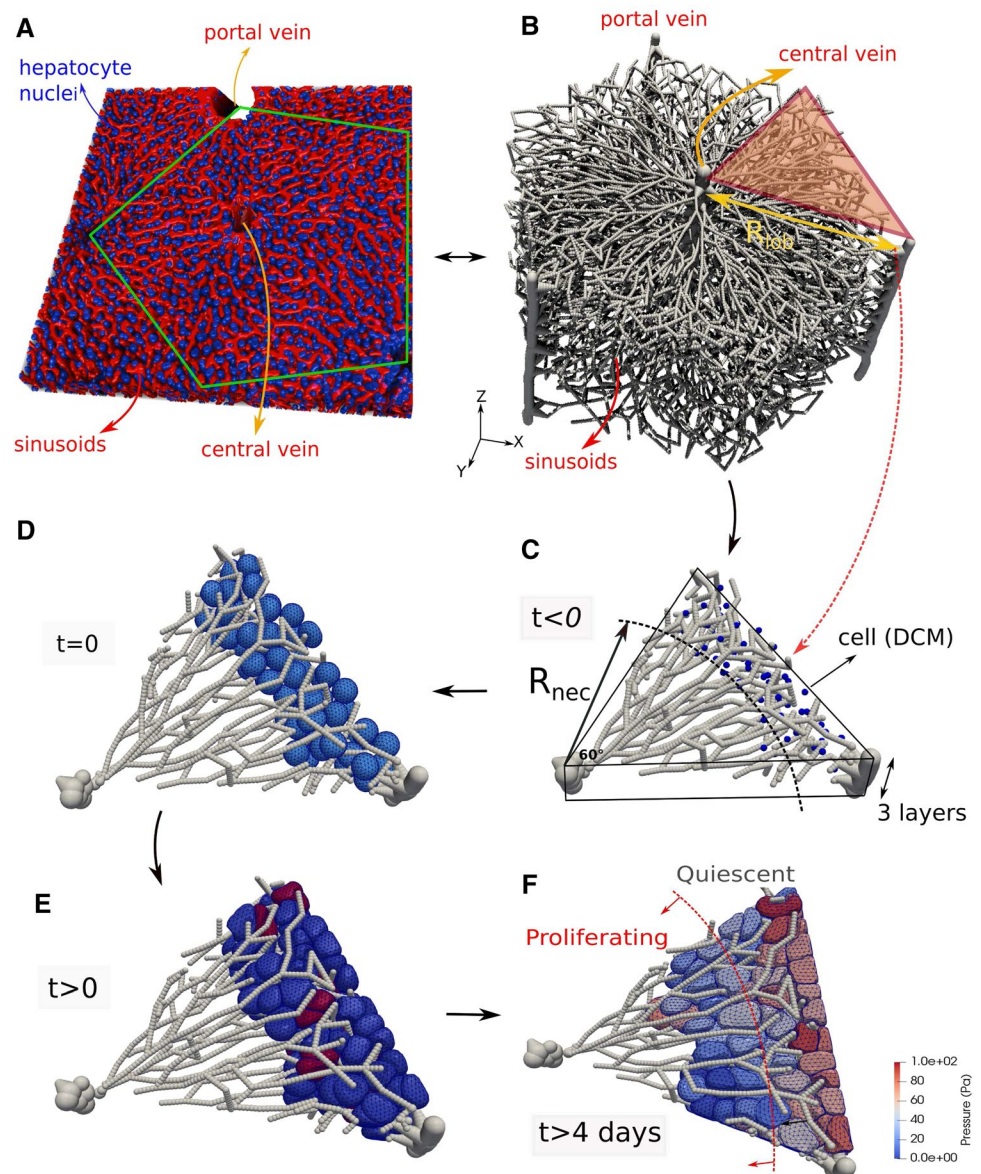 A
portal vein
hepatocyte
nuclei
sinusoids
central vein
B
portal vein
central vein
R_lob
sinusoids
Z
X
Y
C
t<0
R_nec
60°
cell (DCM)
3 layers
D
t=0
E
t>0
F
Quiescent
Proliferating
t>4 days
1.0e+02
80
60
40
20
0.0e+00
Pressure (Pa)